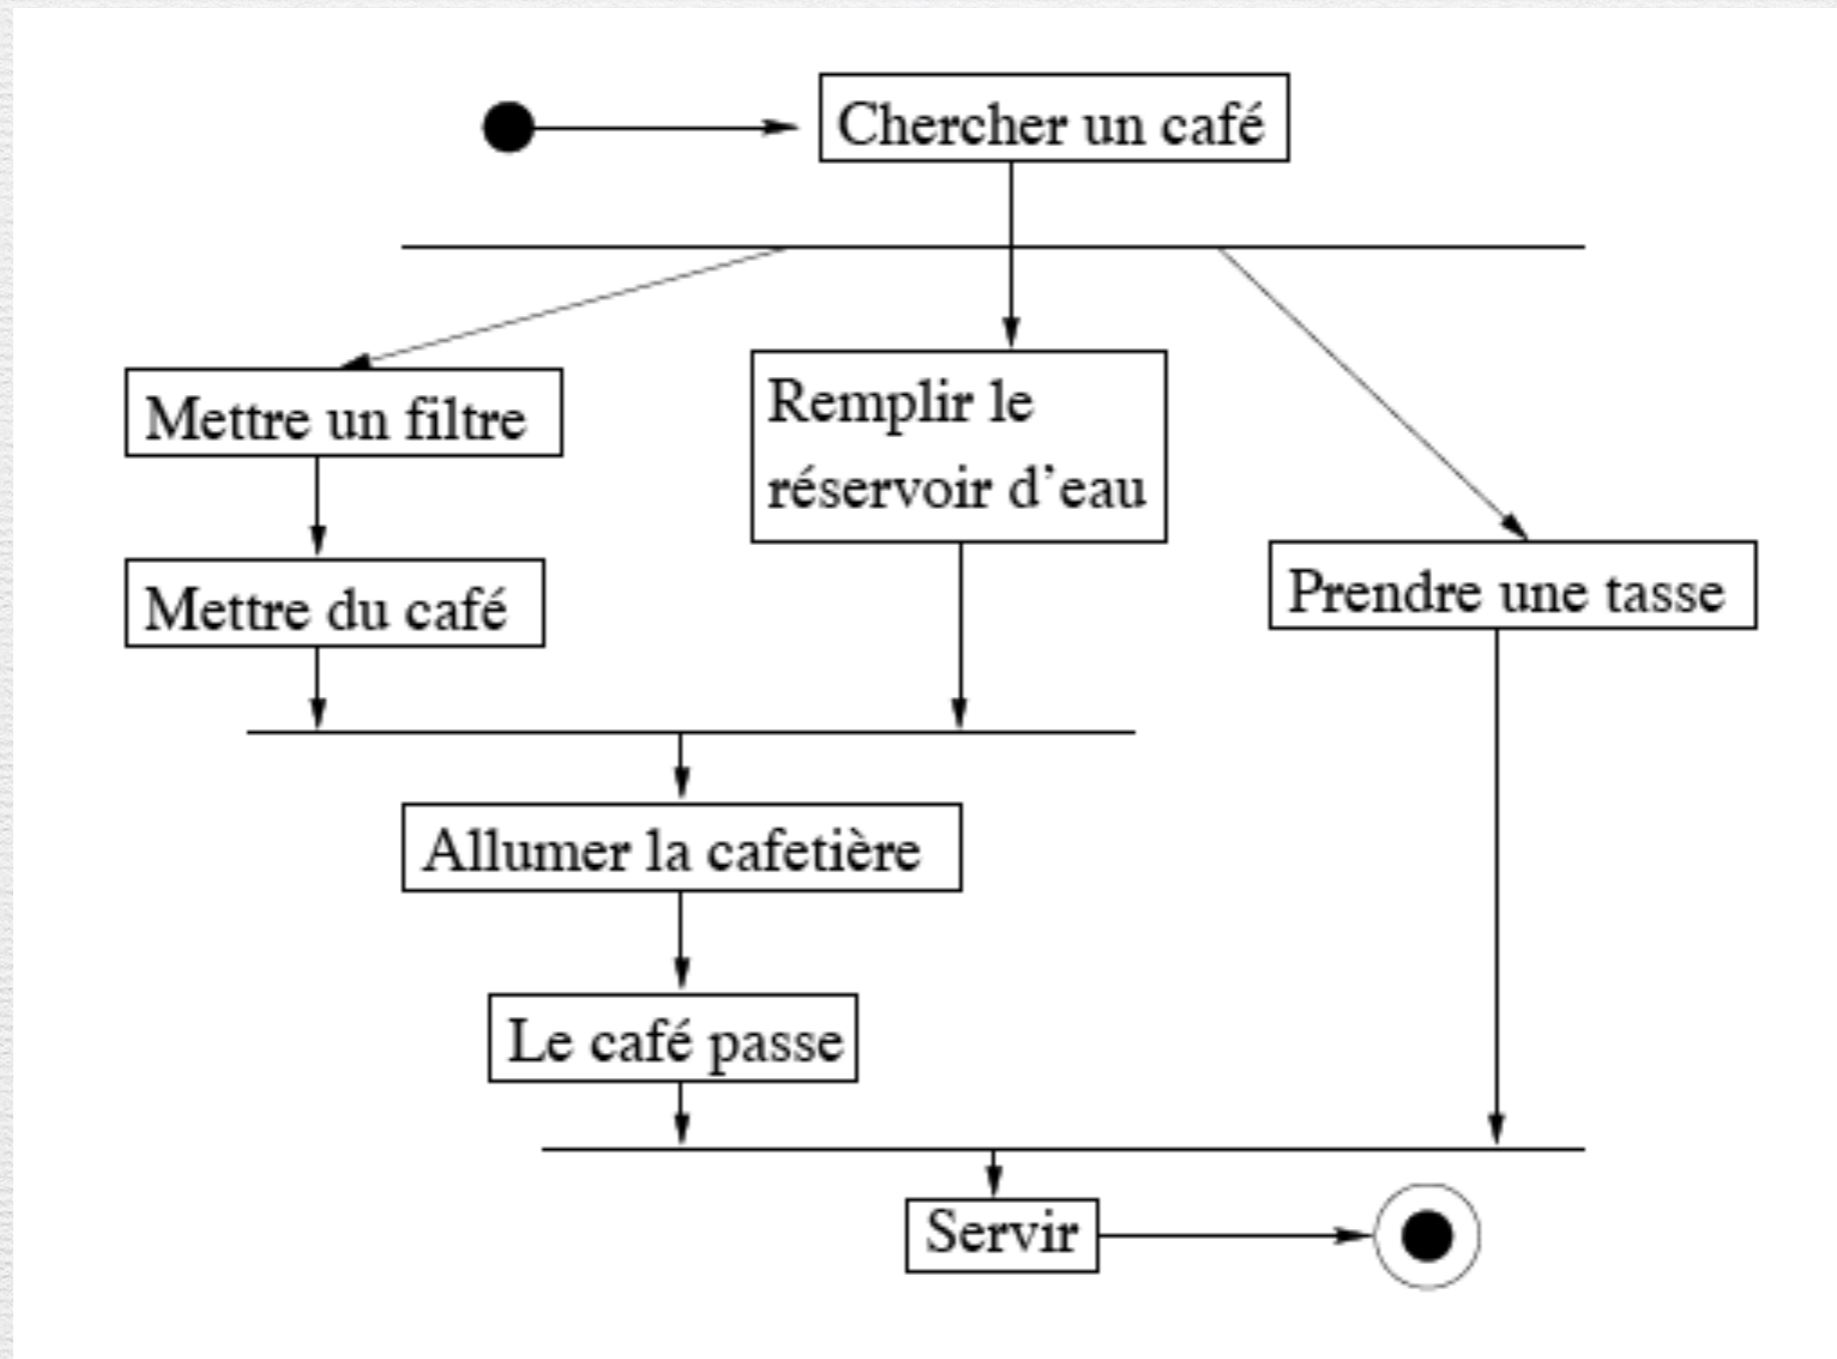 Chercher un café
Mettre un filtre
Remplir le
réservoir d’eau
Mettre du café
Prendre une tasse
Allumer la cafetière
Le café passe
Servir